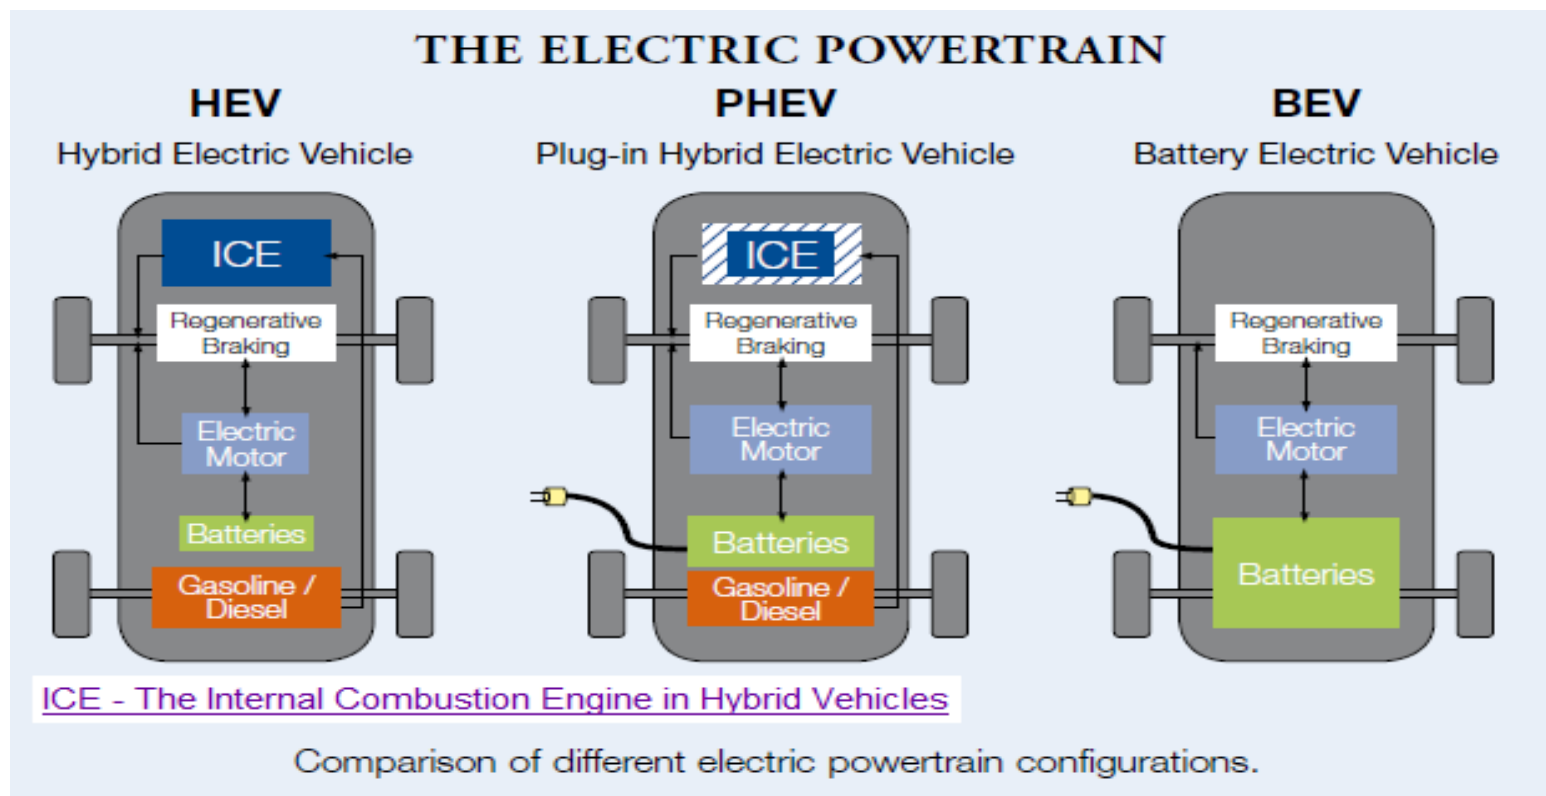 THE ELECTRIC POWERTRAIN
HEV
Hybrid Electric Vehicle
ICE
Regenerative
Braking
Electric
Motor
Batteries
Gasoline /
Diesel
PHEV
Plug-in Hybrid Electric Vehicle
ICE
Regenerative
Braking
Electric
Motor
Batteries
Gasoline /
Diesel
BEV
Battery Electric Vehicle
Regenerative
Braking
Electric
Motor
Batteries
ICE - The Internal Combustion Engine in Hybrid Vehicles
Comparison of different electric powertrain configurations.